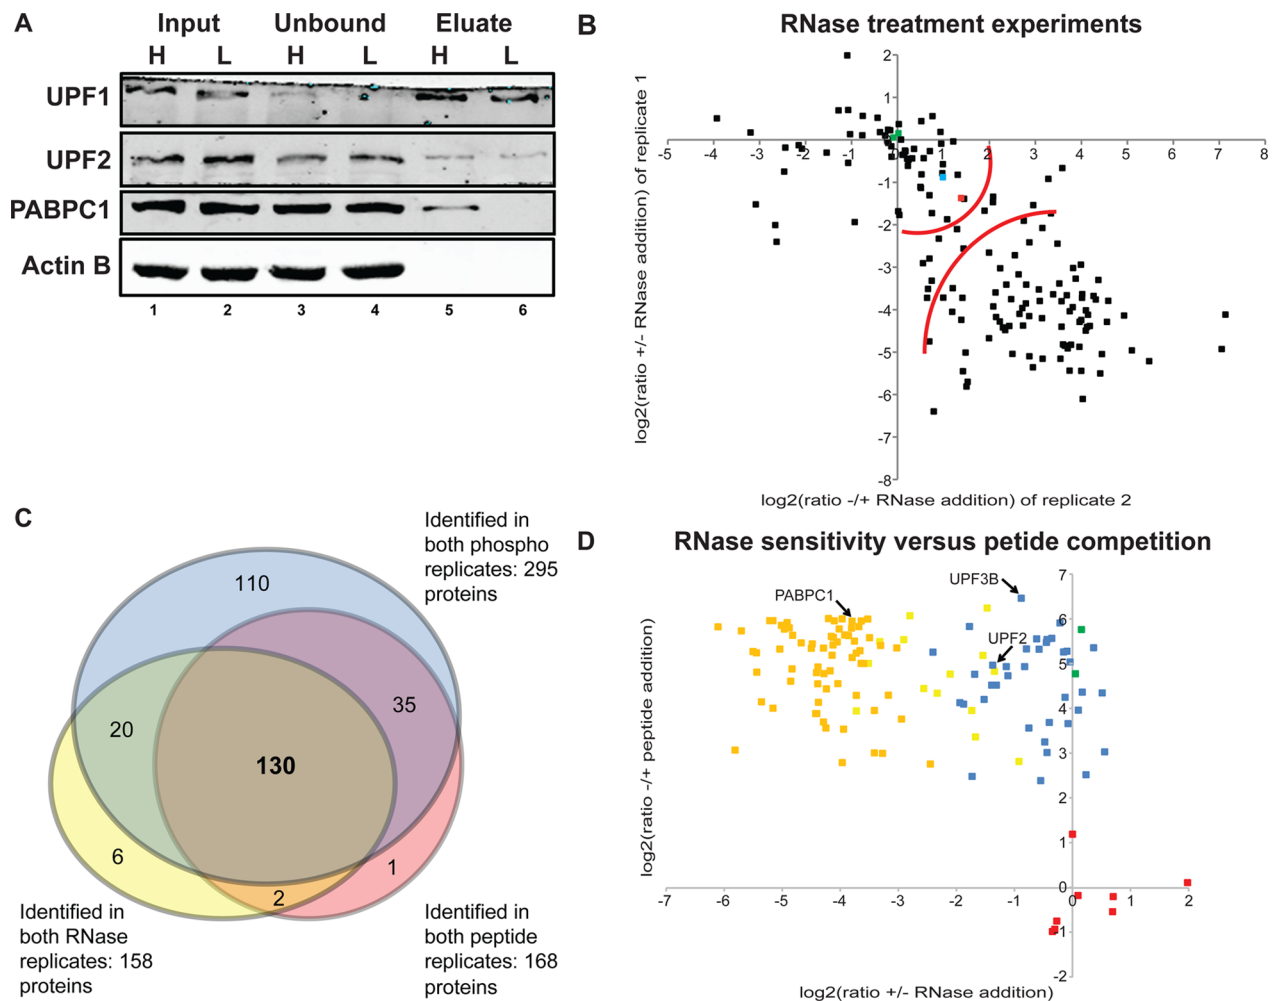 A
Input Unbound Eluate
H L H L H L
UPF1
UPF2
PABPC1
Actin B
1 2 3 4 5 6
B
RNase treatment experiments
log2(ratio +/- RNase addition) of replicate 1
2
1
-5 -4 -3 -2 -1 0 1 2 3 4 5 6 7 8
-1
-2
-3
-4
-5
-6
-7
-8
log2(ratio -/+ RNase addition) of replicate 2
C
Identified in
both phospho
replicates: 295
proteins
110
35
20
130
6
1
2
Identified in
both RNase
replicates: 158
proteins
Identified in
both peptide
replicates: 168
proteins
D
RNase sensitivity versus petide competition
log2(ratio -/+ peptide addition)
PABPC1
UPF3B
UPF2
7
6
5
4
3
2
1
0
-7 -6 -5 -4 -3 -2 -1 0 1 2
-1
-2
log2(ratio +/- RNase addition)